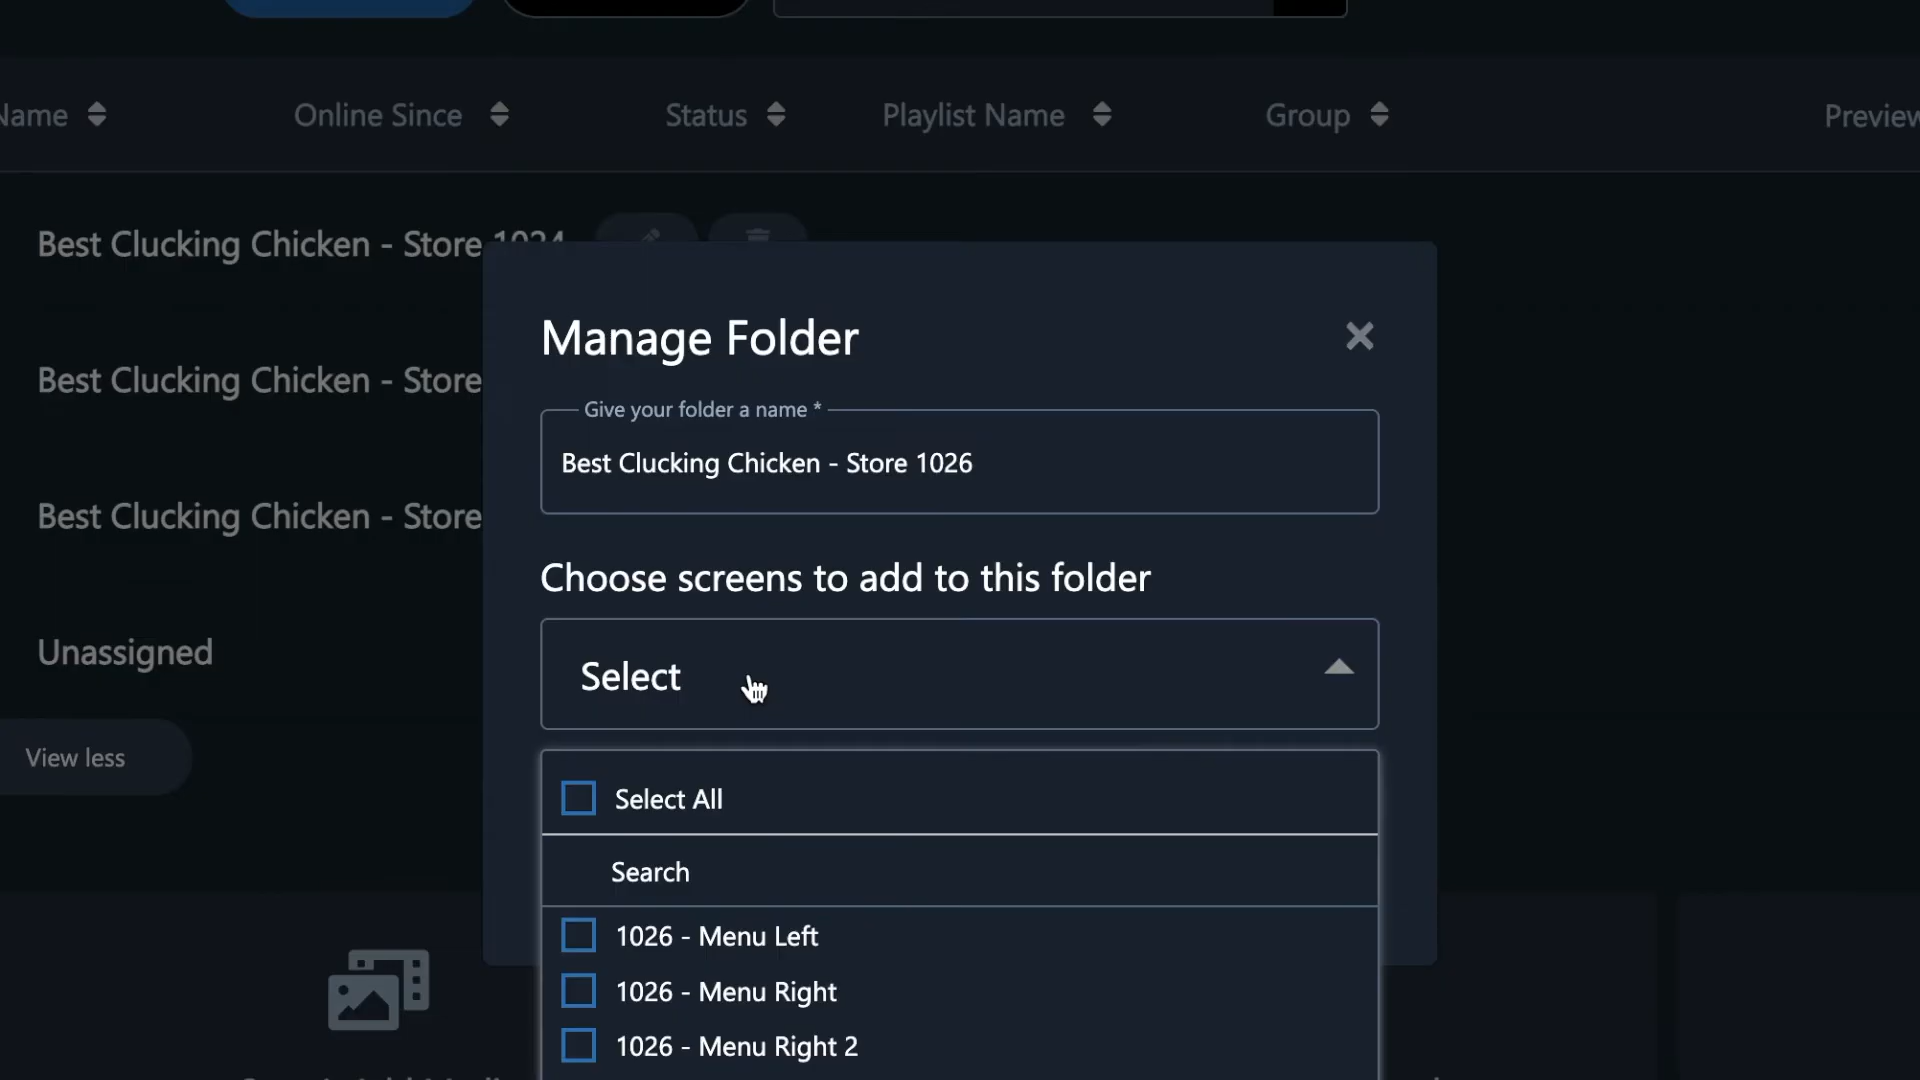 Name
Online Since
Status
Playlist Name
Group
Preview
Best Clucking Chicken - Store 1024
Best Clucking Chicken - Store
Best Clucking Chicken - Store
Unassigned
View less
Manage Folder
Give your folder a name *
Best Clucking Chicken - Store 1026
Choose screens to add to this folder
Select
Select All
Search
1026 - Menu Left
1026 - Menu Right
1026 - Menu Right 2